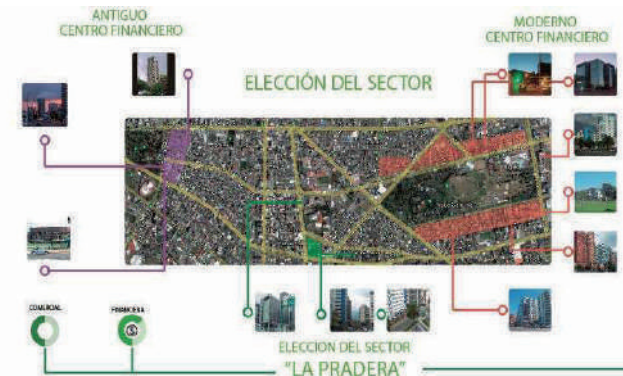 ANTIGUO
CENTRO FINANCIERO
MODERNO
CENTRO FINANCIERO
ELECCIÓN DEL SECTOR
COMERCIAL
FINANCIERA
ELECCION DEL SECTOR
"LA PRADERA"